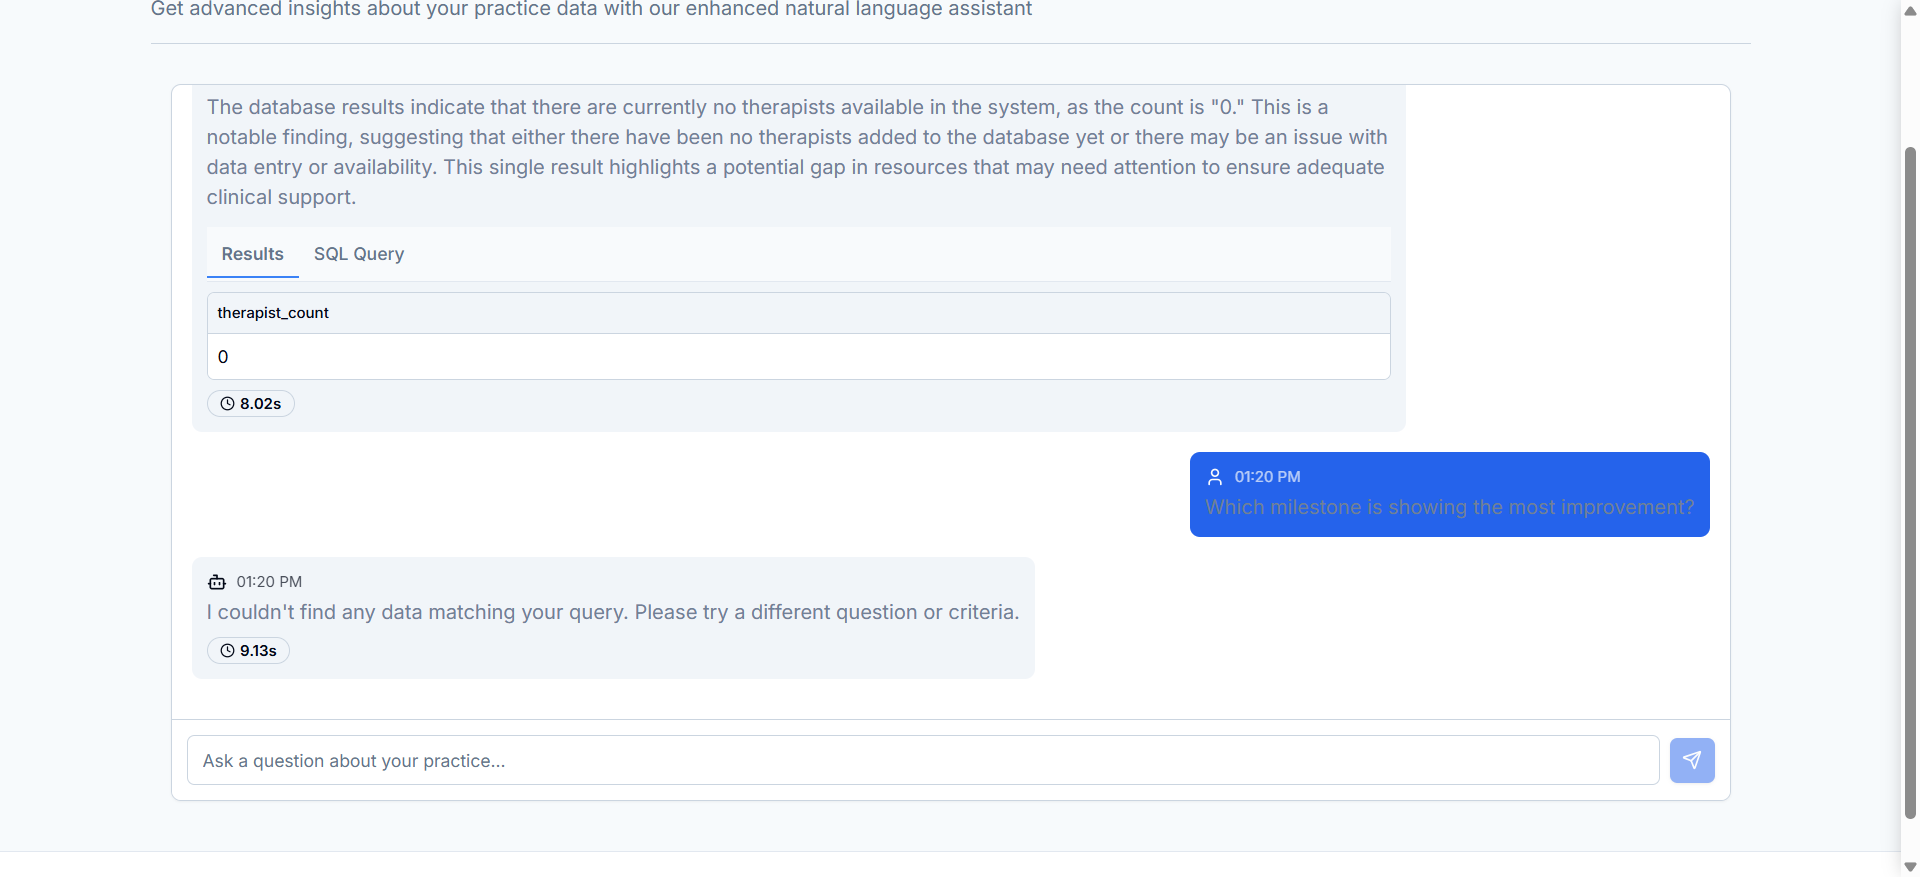 Get advanced insights about your practice data with our enhanced natural language assistant
The database results indicate that there are currently no therapists available in the system, as the count is "0." This is a
notable finding, suggesting that either there have been no therapists added to the database yet or there may be an issue with
data entry or availability. This single result highlights a potential gap in resources that may need attention to ensure adequate
clinical support.
Results SQL Query
therapist_count
0
8.02s
01:20 PM
Which milestone is showing the most improvement?
01:20 PM
I couldn't find any data matching your query. Please try a different question or criteria.
9.13s
Ask a question about your practice...